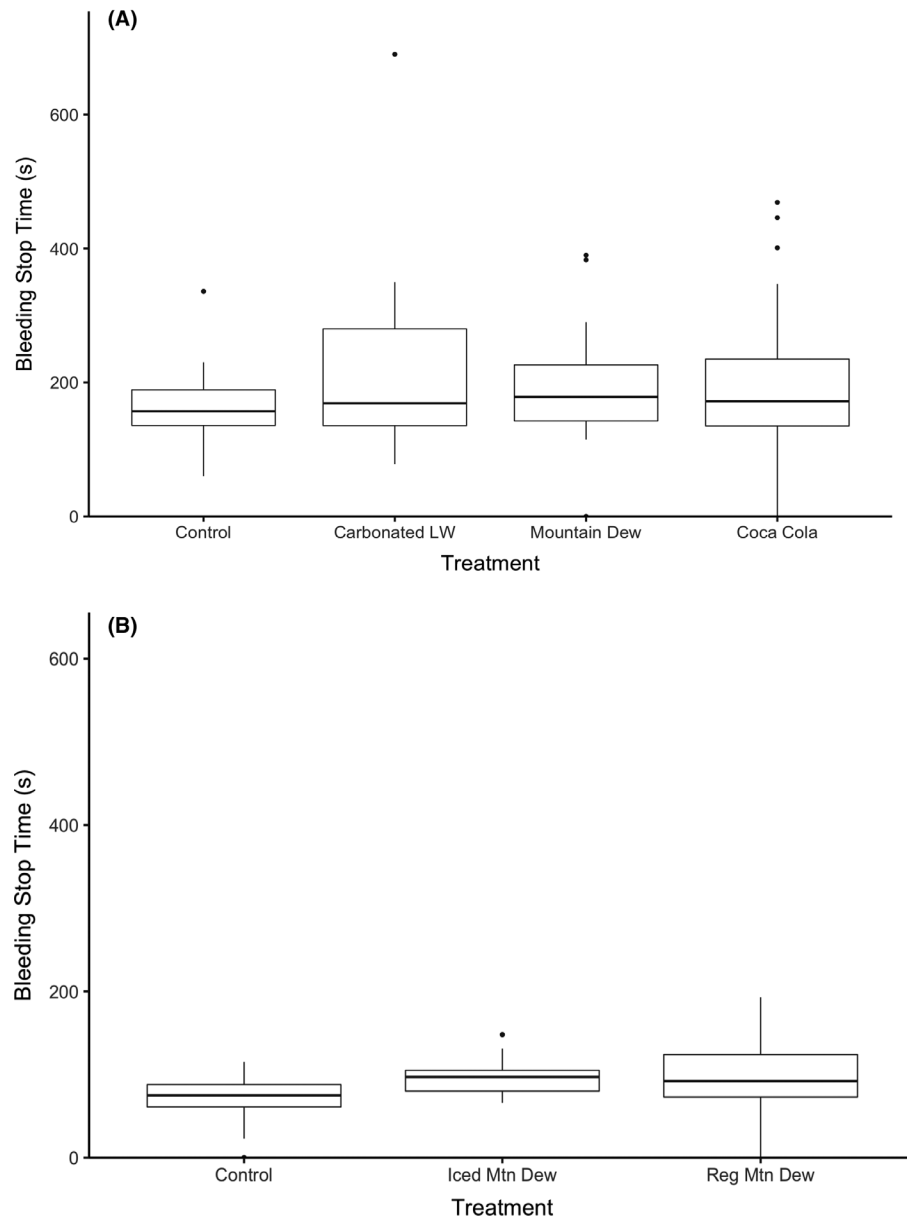 (A)
Bleeding Stop Time (s)
600
400
200
0
Control Carbonated LW Mountain Dew Coca Cola
Treatment
(B)
Bleeding Stop Time (s)
600
400
200
0
Control Iced Mtn Dew Reg Mtn Dew
Treatment